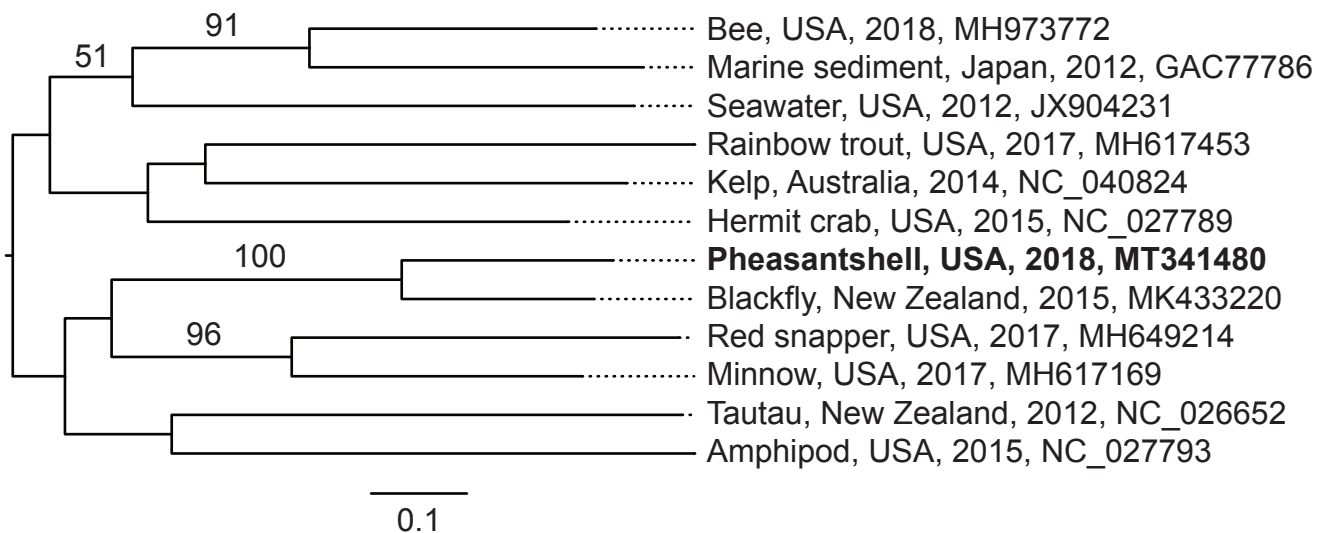 91
Bee, USA, 2018, MH973772
51
Marine sediment, Japan, 2012, GAC77786
Seawater, USA, 2012, JX904231
Rainbow trout, USA, 2017, MH617453
Kelp, Australia, 2014, NC_040824
Hermit crab, USA, 2015, NC_027789
100
Pheasantshell, USA, 2018, MT341480
Blackfly, New Zealand, 2015, MK433220
96
Red snapper, USA, 2017, MH649214
Minnow, USA, 2017, MH617169
Tautau, New Zealand, 2012, NC_026652
Amphipod, USA, 2015, NC_027793
0.1